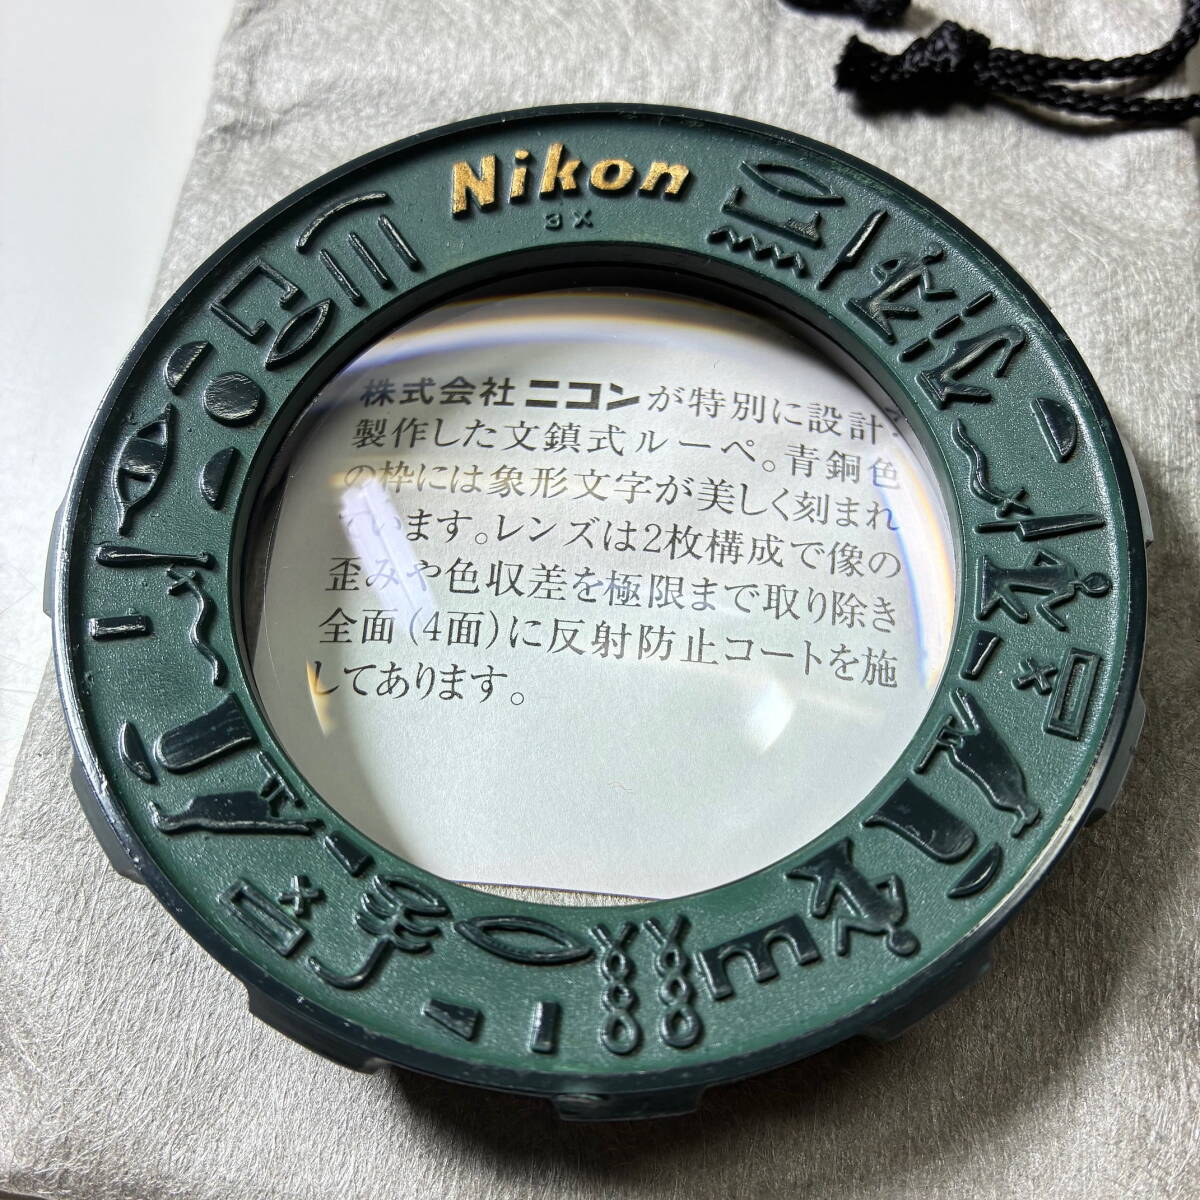 Nikon
3X
株式会社ニコンが特別に設計・
製作した文鎮式ルーペ。青銅色
の枠には象形文字が美しく刻まれ
ています。レンズは2枚構成で像の
歪みや色収差を極限まで取り除き
全面(4面)に反射防止コートを施
してあります。